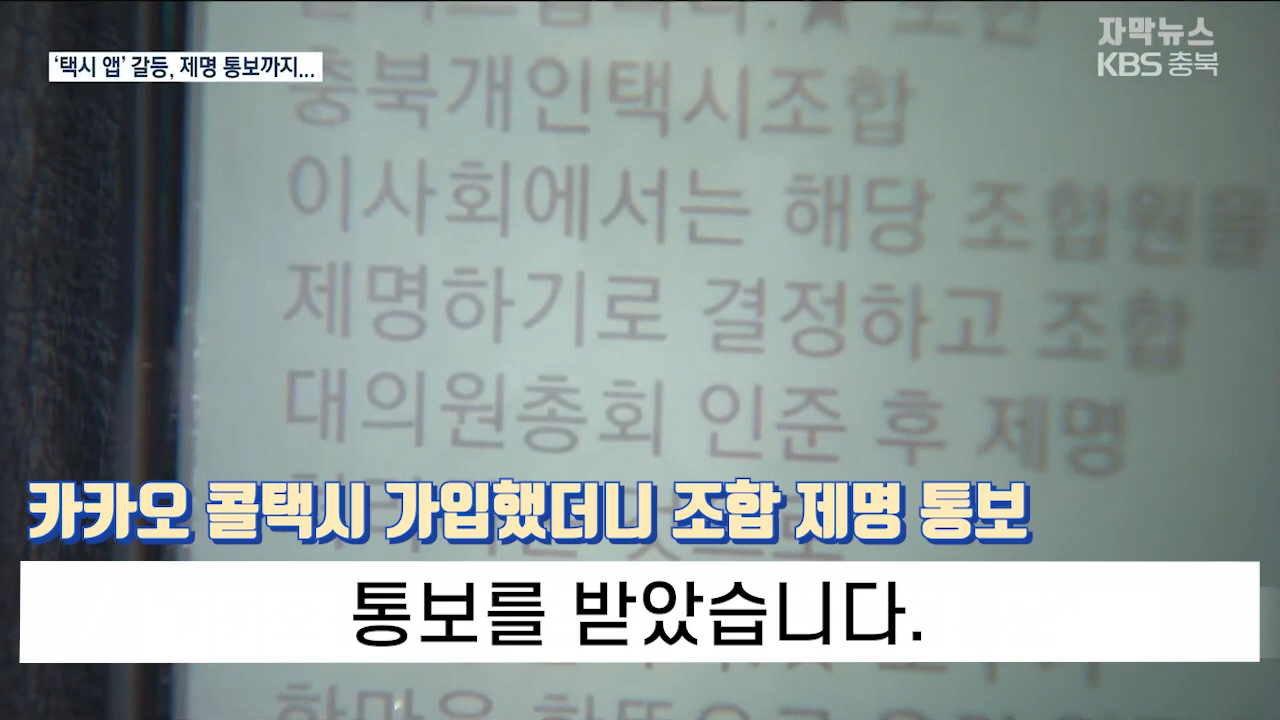 자막뉴스
KBS 충북
‘택시 앱’ 갈등, 제명 통보까지...
충북개인택시조합
이사회에서는 해당 조합원을
제명하기로 결정하고 조합
대의원총회 인준 후 제명
카카오 콜택시 가입했더니 조합 제명 통보
통보를 받았습니다.